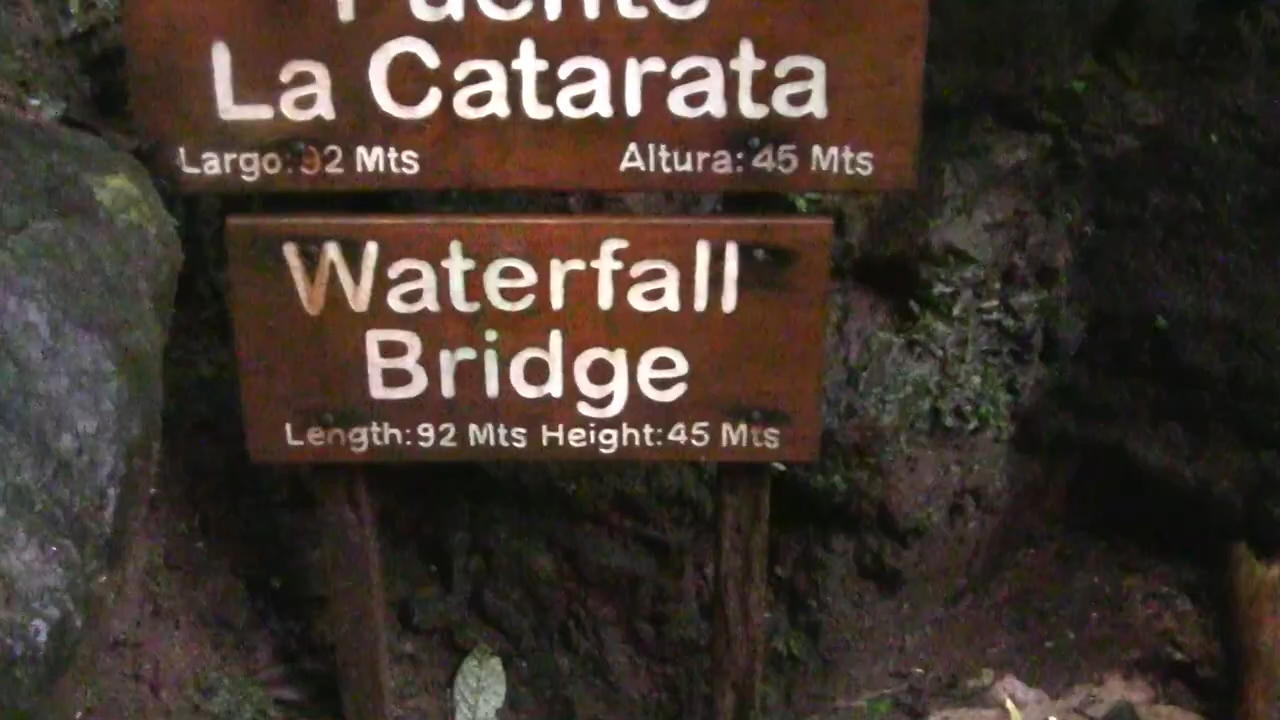 Puente
La Catarata
Largo: 92 Mts Altura: 45 Mts
Waterfall
Bridge
Length: 92 Mts Height: 45 Mts